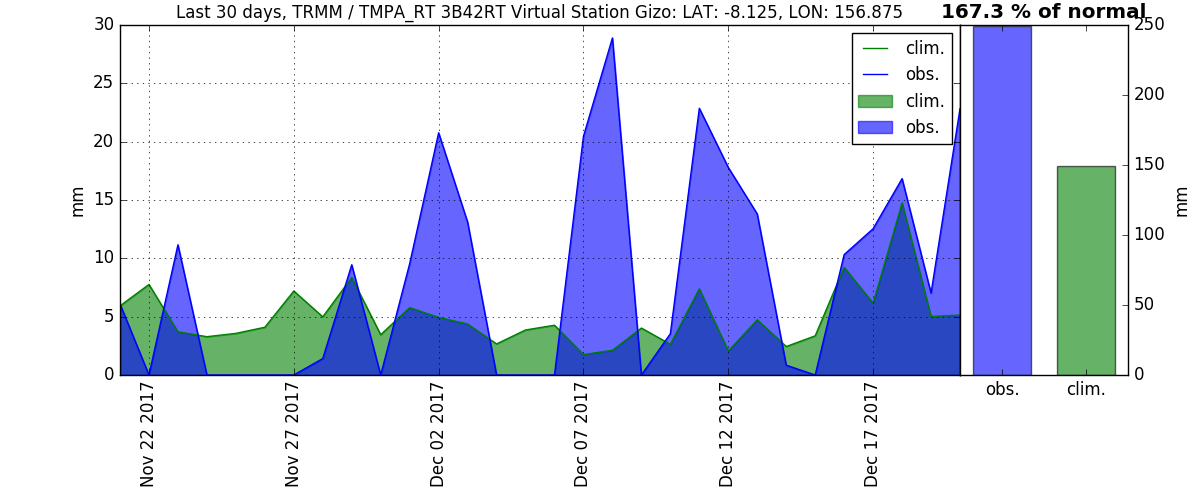 Last 30 days, TRMM / TMPA_RT 3B42RT Virtual Station Gizo: LAT: -8.125, LON: 156.875
167.3 % of normal
mm
30
25
20
15
10
5
0
clim.
obs.
clim.
obs.
Nov 22 2017
Nov 27 2017
Dec 02 2017
Dec 07 2017
Dec 12 2017
Dec 17 2017
250
200
150
100
50
0
mm
obs.
clim.